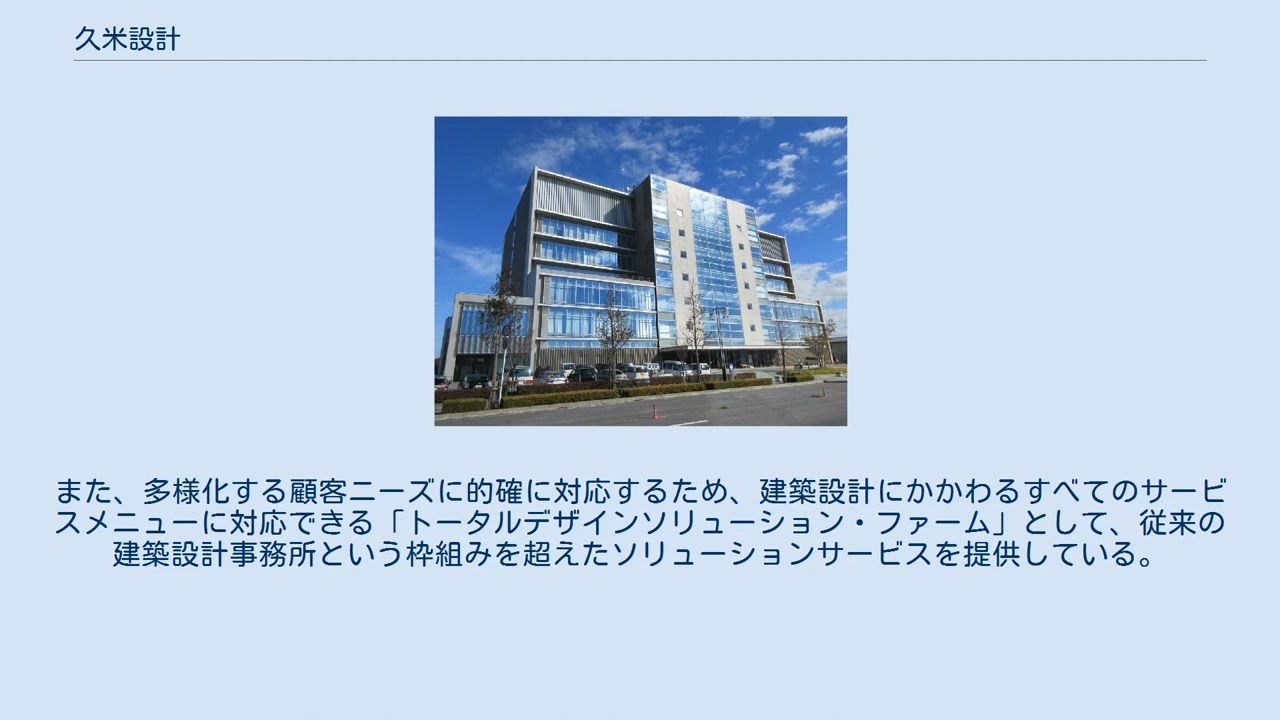 久米設計
また、多様化する顧客ニーズに的確に対応するため、建築設計にかかわるすべてのサービ
スメニューに対応できる「トータルデザインソリューション・ファーム」として、従来の
建築設計事務所という枠組みを超えたソリューションサービスを提供している。